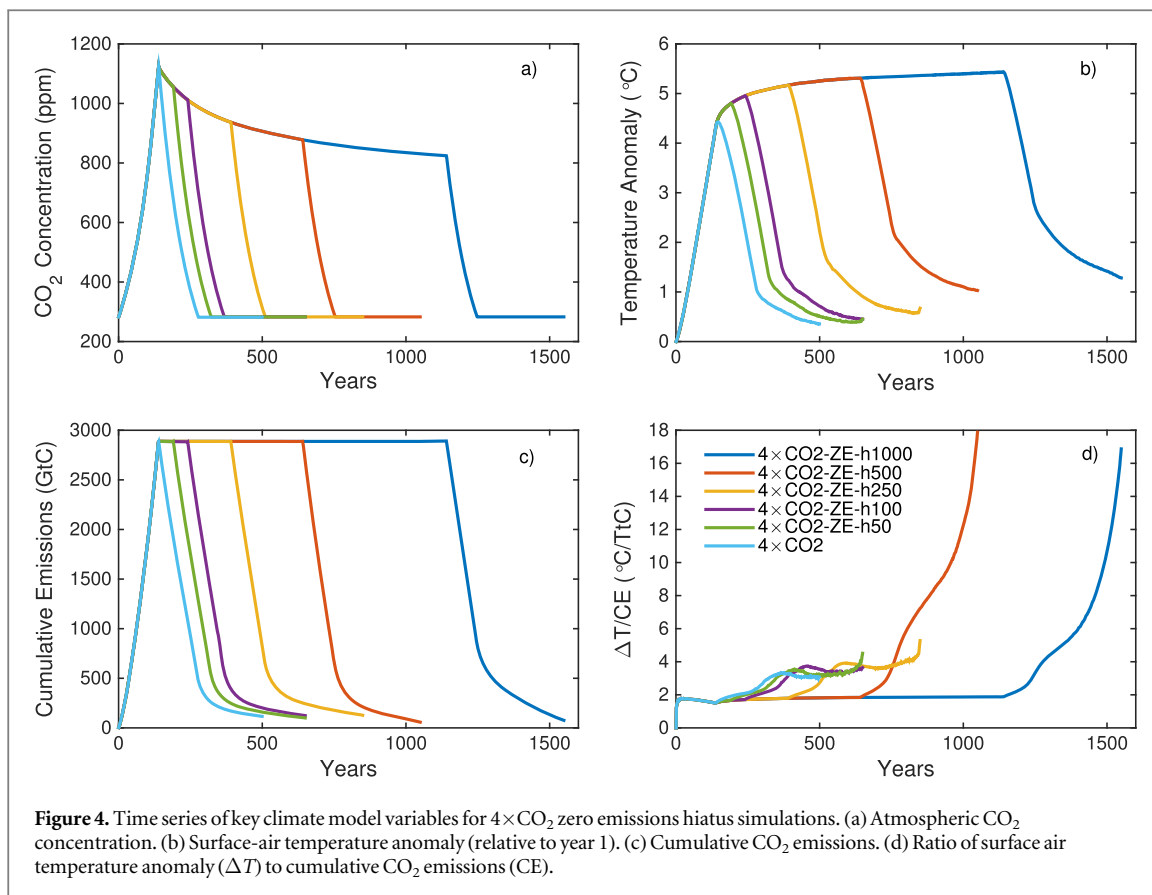 1200
1000
800
600
400
200
CO2 Concentration (ppm)
a)
0
500
1000
1500
Years
6
5
4
3
2
1
0
Temperature Anomaly (°C)
b)
0
500
1000
1500
Years
3000
2500
2000
1500
1000
500
0
Cumulative Emissions (GtC)
c)
0
500
1000
1500
Years
18
16
14
12
10
8
6
4
2
0
ΔT/CE (°C/TtC)
d)
4×CO2-ZE-h1000
4×CO2-ZE-h500
4×CO2-ZE-h250
4×CO2-ZE-h100
4×CO2-ZE-h50
4×CO2
0
500
1000
1500
Years
Figure 4. Time series of key climate model variables for 4×CO2 zero emissions hiatus simulations. (a) Atmospheric CO2
concentration. (b) Surface-air temperature anomaly (relative to year 1). (c) Cumulative CO2 emissions. (d) Ratio of surface air
temperature anomaly (ΔT) to cumulative CO2 emissions (CE).